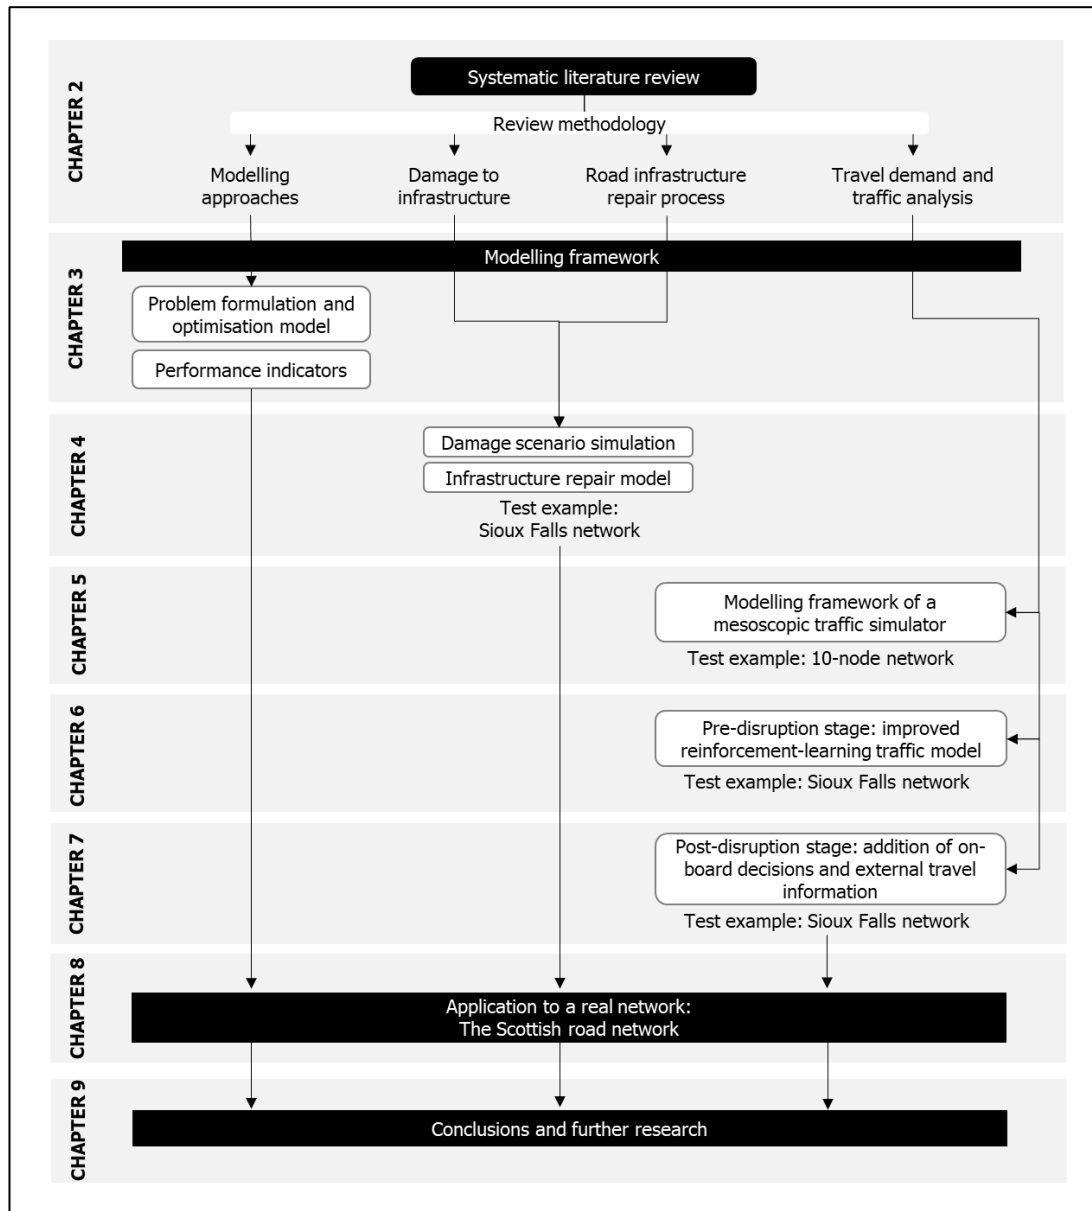 CHAPTER 2
Systematic literature review
Review methodology
Modelling
approaches
Damage to
infrastructure
Road infrastructure
repair process
Travel demand and
traffic analysis
CHAPTER 3
Modelling framework
Problem formulation and
optimisation model
Performance indicators
CHAPTER 4
Damage scenario simulation
Infrastructure repair model
Test example:
Sioux Falls network
CHAPTER 5
Modelling framework of a
mesoscopic traffic simulator
Test example: 10-node network
CHAPTER 6
Pre-disruption stage: improved
reinforcement-learning traffic model
Test example: Sioux Falls network
CHAPTER 7
Post-disruption stage: addition of on-
board decisions and external travel
information
Test example: Sioux Falls network
CHAPTER 8
Application to a real network:
The Scottish road network
CHAPTER 9
Conclusions and further research